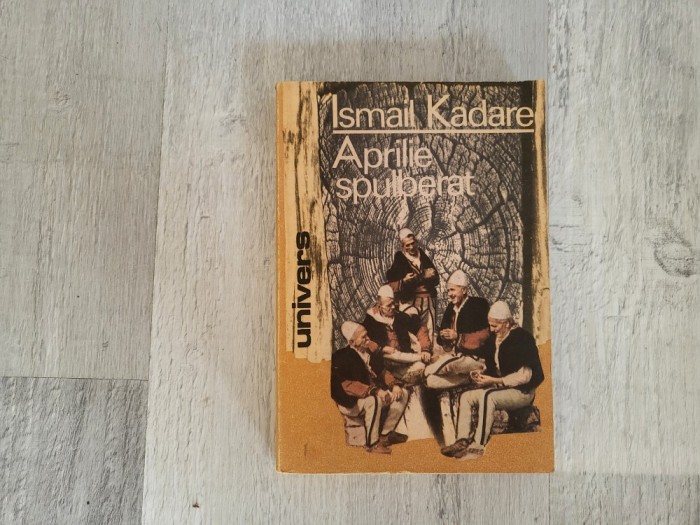 Ismail Kadare
Aprilie
spulberat
univers